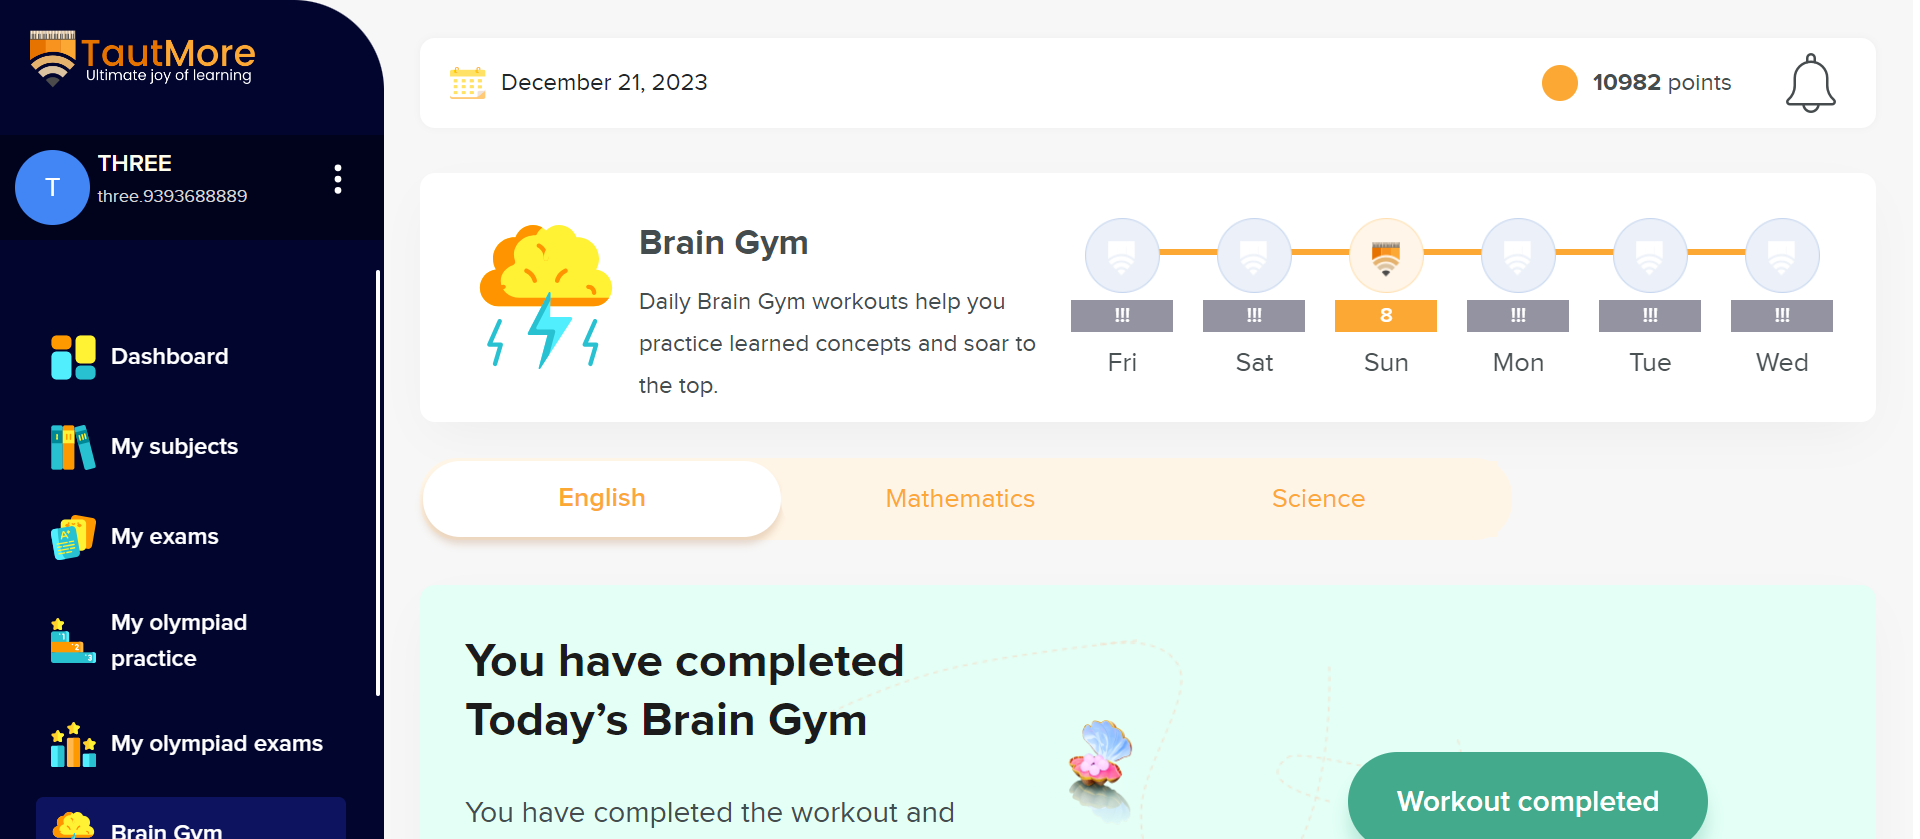 TautMore
Ultimate joy of learning
T
THREE
three.9393688889
Dashboard
My subjects
My exams
My olympiad
practice
My olympiad exams
Brain Gym
December 21, 2023
10982 points
Brain Gym
Daily Brain Gym workouts help you
practice learned concepts and soar to
the top.
!!! !!! 8 !!! !!! !!!
Fri Sat Sun Mon Tue Wed
English Mathematics Science
You have completed
Today’s Brain Gym
You have completed the workout and
Workout completed